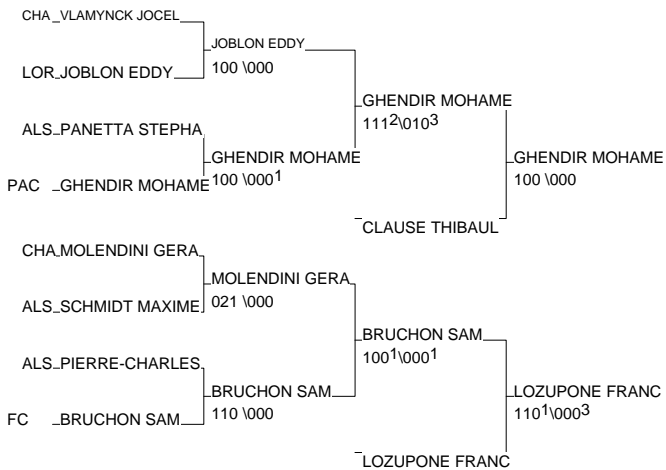 CHA_VLAMYNCK JOCEL
JOBLON EDDY
100 \000
LOR_JOBLON EDDY
GHENDIR MOHAME
111²\010³
ALS_PANETTA STEPHA
GHENDIR MOHAME
100 \000¹
GHENDIR MOHAME
100 \000
PAC _GHENDIR MOHAME
CLAUSE THIBAUL
CHA_MOLENDINI GERA
MOLENDINI GERA
021 \000
ALS_SCHMIDT MAXIME
BRUCHON SAM
100¹\000¹
ALS_PIERRE-CHARLES
BRUCHON SAM
110 \000
LOZUPONE FRANC
110¹\000³
FC _BRUCHON SAM
LOZUPONE FRANC